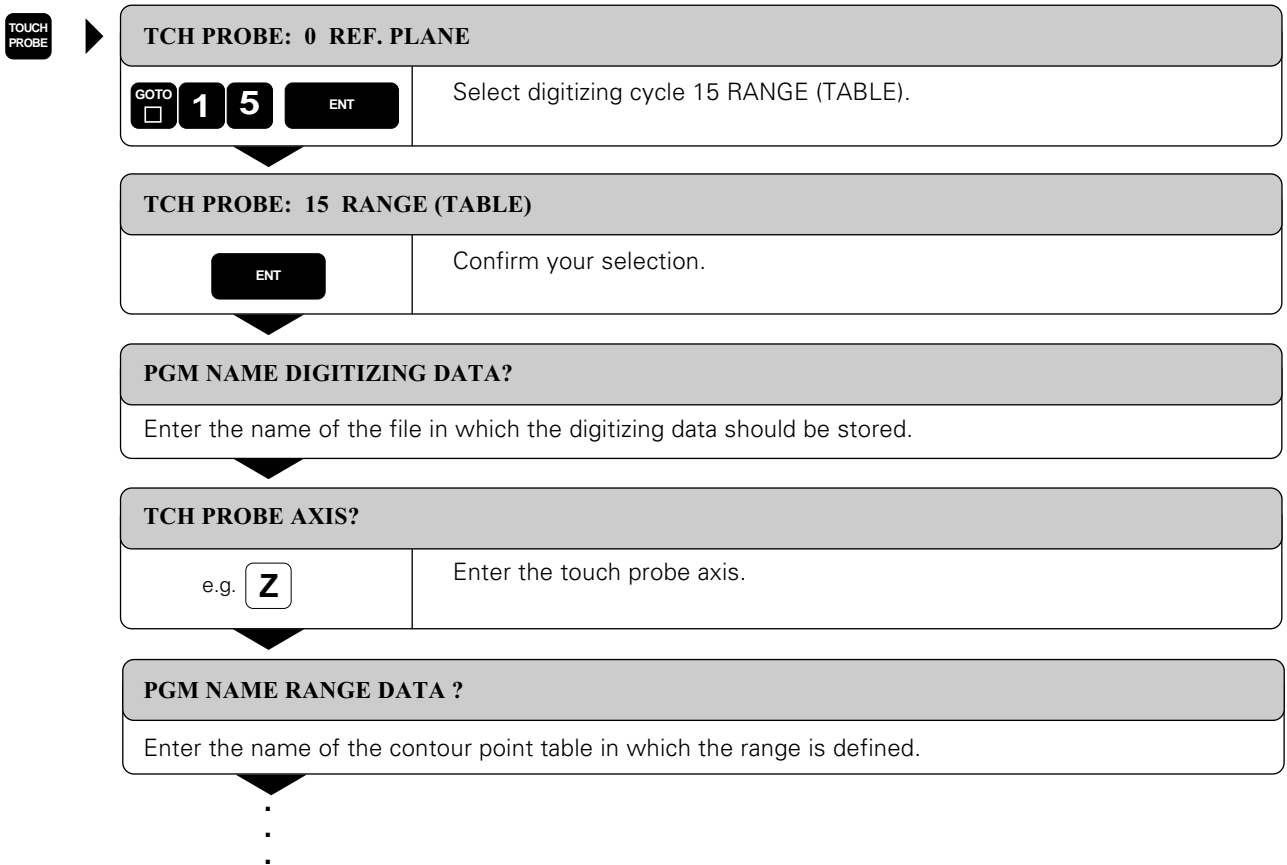 TOUCH
PROBE
TCH PROBE: 0 REF. PLANE
GOTO
1 5 ENT
Select digitizing cycle 15 RANGE (TABLE).
TCH PROBE: 15 RANGE (TABLE)
ENT
Confirm your selection.
PGM NAME DIGITIZING DATA?
Enter the name of the file in which the digitizing data should be stored.
TCH PROBE AXIS?
e.g. Z
Enter the touch probe axis.
PGM NAME RANGE DATA ?
Enter the name of the contour point table in which the range is defined.
.
.
.